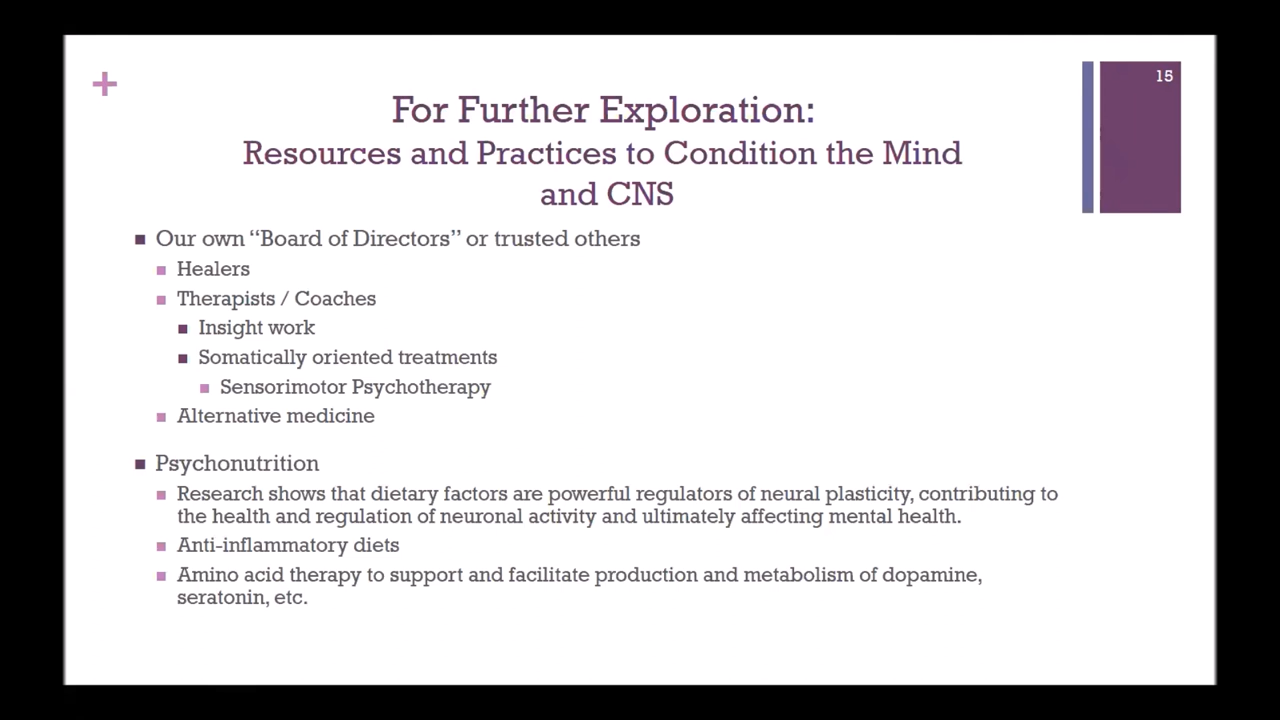 15
For Further Exploration:
Resources and Practices to Condition the Mind
and CNS
Our own “Board of Directors” or trusted others
Healers
Therapists / Coaches
Insight work
Somatically oriented treatments
Sensorimotor Psychotherapy
Alternative medicine
Psychonutrition
Research shows that dietary factors are powerful regulators of neural plasticity, contributing to
the health and regulation of neuronal activity and ultimately affecting mental health.
Anti-inflammatory diets
Amino acid therapy to support and facilitate production and metabolism of dopamine,
seratonin, etc.